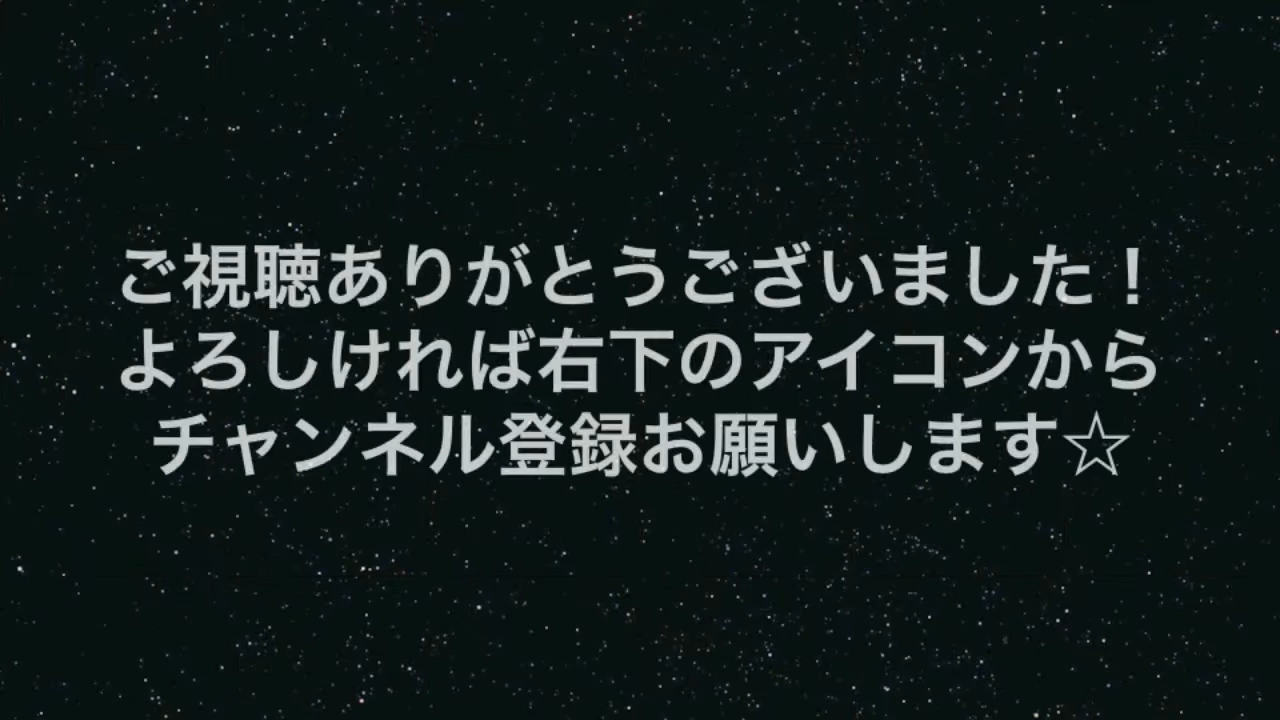 ご視聴ありがとうございました！
よろしければ右下のアイコンから
チャンネル登録お願いします☆